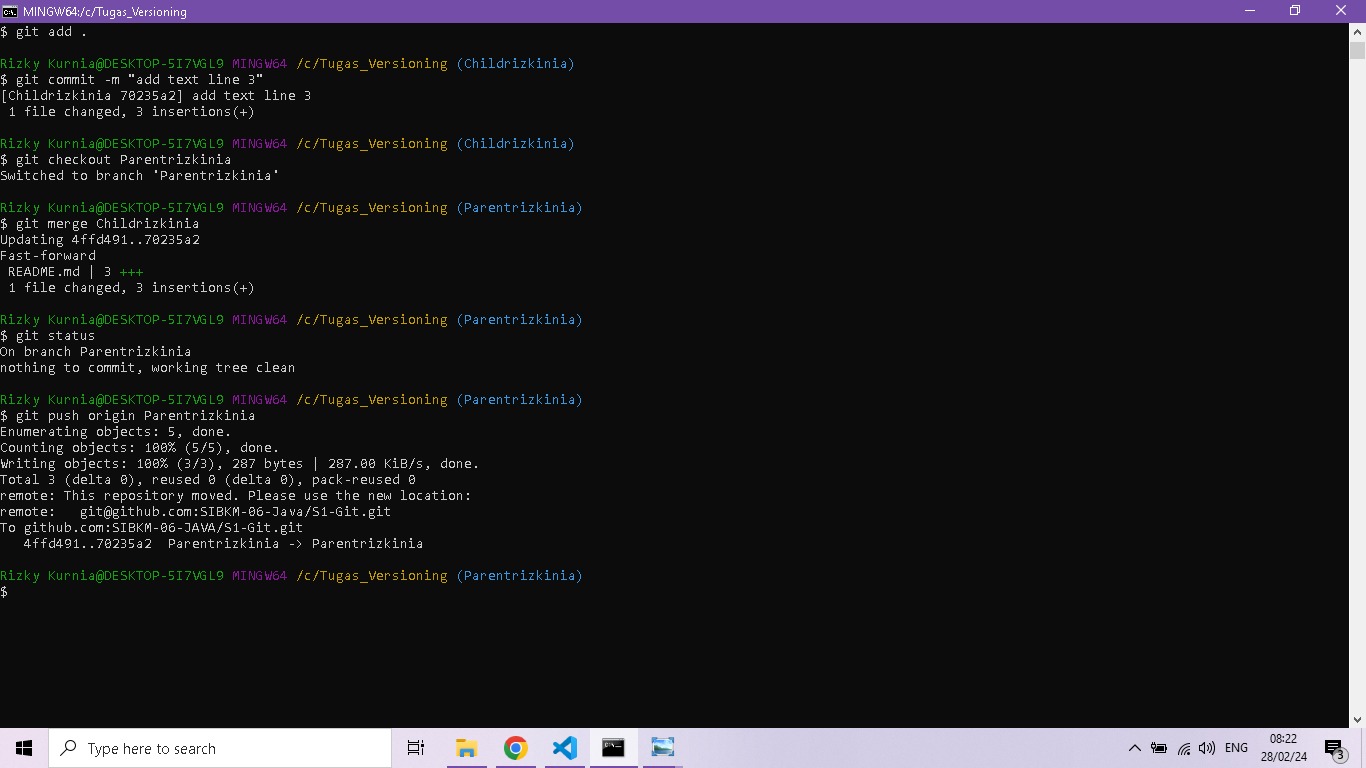 MINGW64:/c/Tugas_Versioning
$ git add .
Rizky Kurnia@DESKTOP-5I7VGL9 MINGW64 /c/Tugas_Versioning (Childrizkinia)
$ git commit -m "add text line 3"
[Childrizkinia 70235a2] add text line 3
 1 file changed, 3 insertions(+)
Rizky Kurnia@DESKTOP-5I7VGL9 MINGW64 /c/Tugas_Versioning (Childrizkinia)
$ git checkout Parentrizkinia
Switched to branch 'Parentrizkinia'
Rizky Kurnia@DESKTOP-5I7VGL9 MINGW64 /c/Tugas_Versioning (Parentrizkinia)
$ git merge Childrizkinia
Updating 4ffd491..70235a2
Fast-forward
 README.md | 3 +++
 1 file changed, 3 insertions(+)
Rizky Kurnia@DESKTOP-5I7VGL9 MINGW64 /c/Tugas_Versioning (Parentrizkinia)
$ git status
On branch Parentrizkinia
nothing to commit, working tree clean
Rizky Kurnia@DESKTOP-5I7VGL9 MINGW64 /c/Tugas_Versioning (Parentrizkinia)
$ git push origin Parentrizkinia
Enumerating objects: 5, done.
Counting objects: 100% (5/5), done.
Writing objects: 100% (3/3), 287 bytes | 287.00 KiB/s, done.
Total 3 (delta 0), reused 0 (delta 0), pack-reused 0
remote: This repository moved. Please use the new location:
remote:   git@github.com:SIBKM-06-Java/S1-Git.git
To github.com:SIBKM-06-JAVA/S1-Git.git
   4ffd491..70235a2  Parentrizkinia -> Parentrizkinia
Rizky Kurnia@DESKTOP-5I7VGL9 MINGW64 /c/Tugas_Versioning (Parentrizkinia)
$
Type here to search
ENG
08:22
28/02/24
3